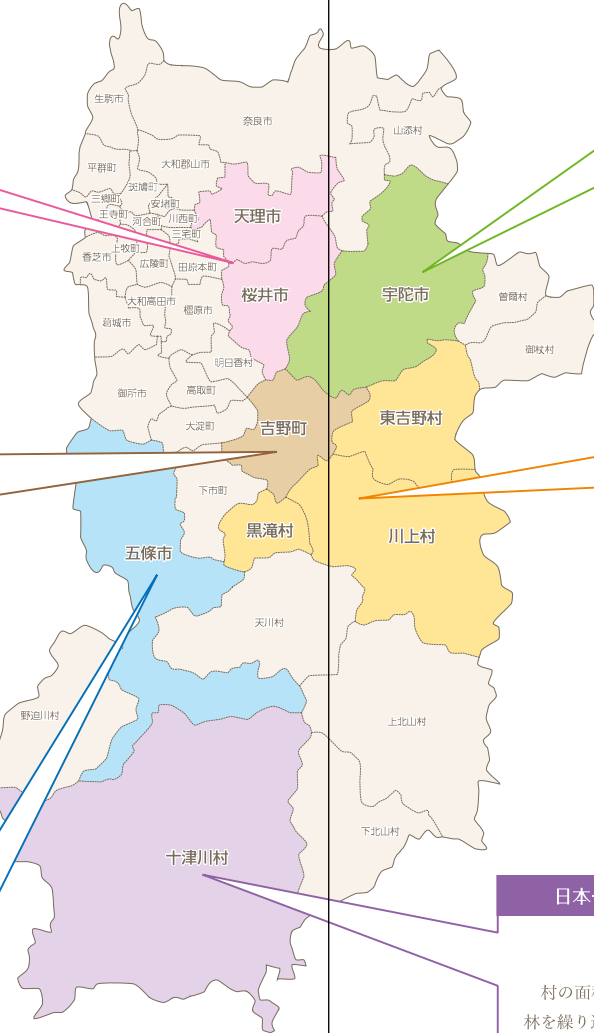 生駒市
奈良市
山添村
平群町
大和郡山市
斑鳩町
三郷町
安堵町
王寺町
河合町
川西町
天理市
三宅町
上牧町
香芝市
広陵町
田原本町
桜井市
宇陀市
曽爾村
大和高田市
橿原市
葛城市
御杖村
明日香村
御所市
高取町
大淀町
吉野町
東吉野村
下市町
黒滝村
川上村
五條市
天川村
野迫川村
上北山村
下北山村
十津川村
日本
村の面
林を繰り